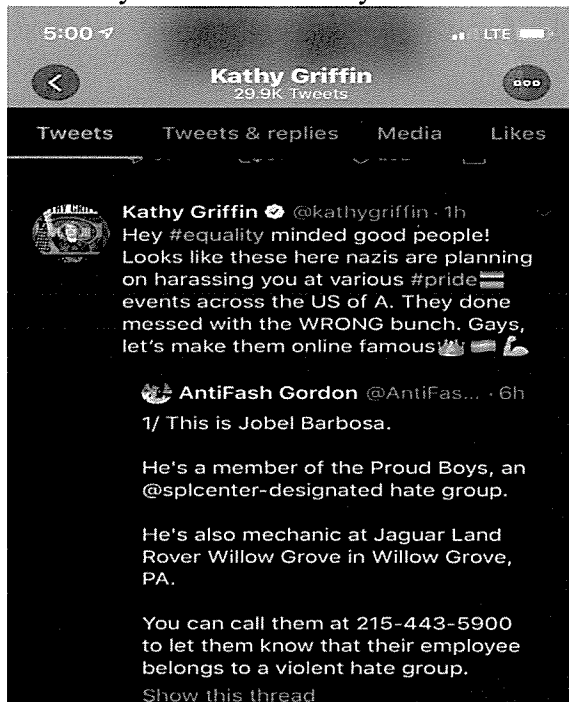 5:00
LTE
Kathy Griffin
29.9K Tweets
Tweets Tweets & replies Media Likes
Kathy Griffin @kathygriffin · 1h
Hey #equality minded good people!
Looks like these here nazis are planning
on harassing you at various #pride
events across the US of A. They done
messed with the WRONG bunch. Gays,
let's make them online famous
AntiFash Gordon @AntiFas... · 6h
1/ This is Jobel Barbosa.
He's a member of the Proud Boys, an
@splcenter-designated hate group.
He's also mechanic at Jaguar Land
Rover Willow Grove in Willow Grove,
PA.
You can call them at 215-443-5900
to let them know that their employee
belongs to a violent hate group.
Show this thread